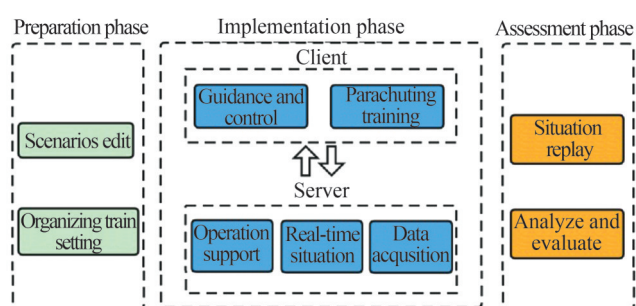 Preparation phase
Scenarios edit
Organizing train
setting
Implementation phase
Client
Guidance and
control
Parachuting
training
Server
Operation
support
Real-time
situation
Data
acqusition
Assessment phase
Situation
replay
Analyze and
evaluate